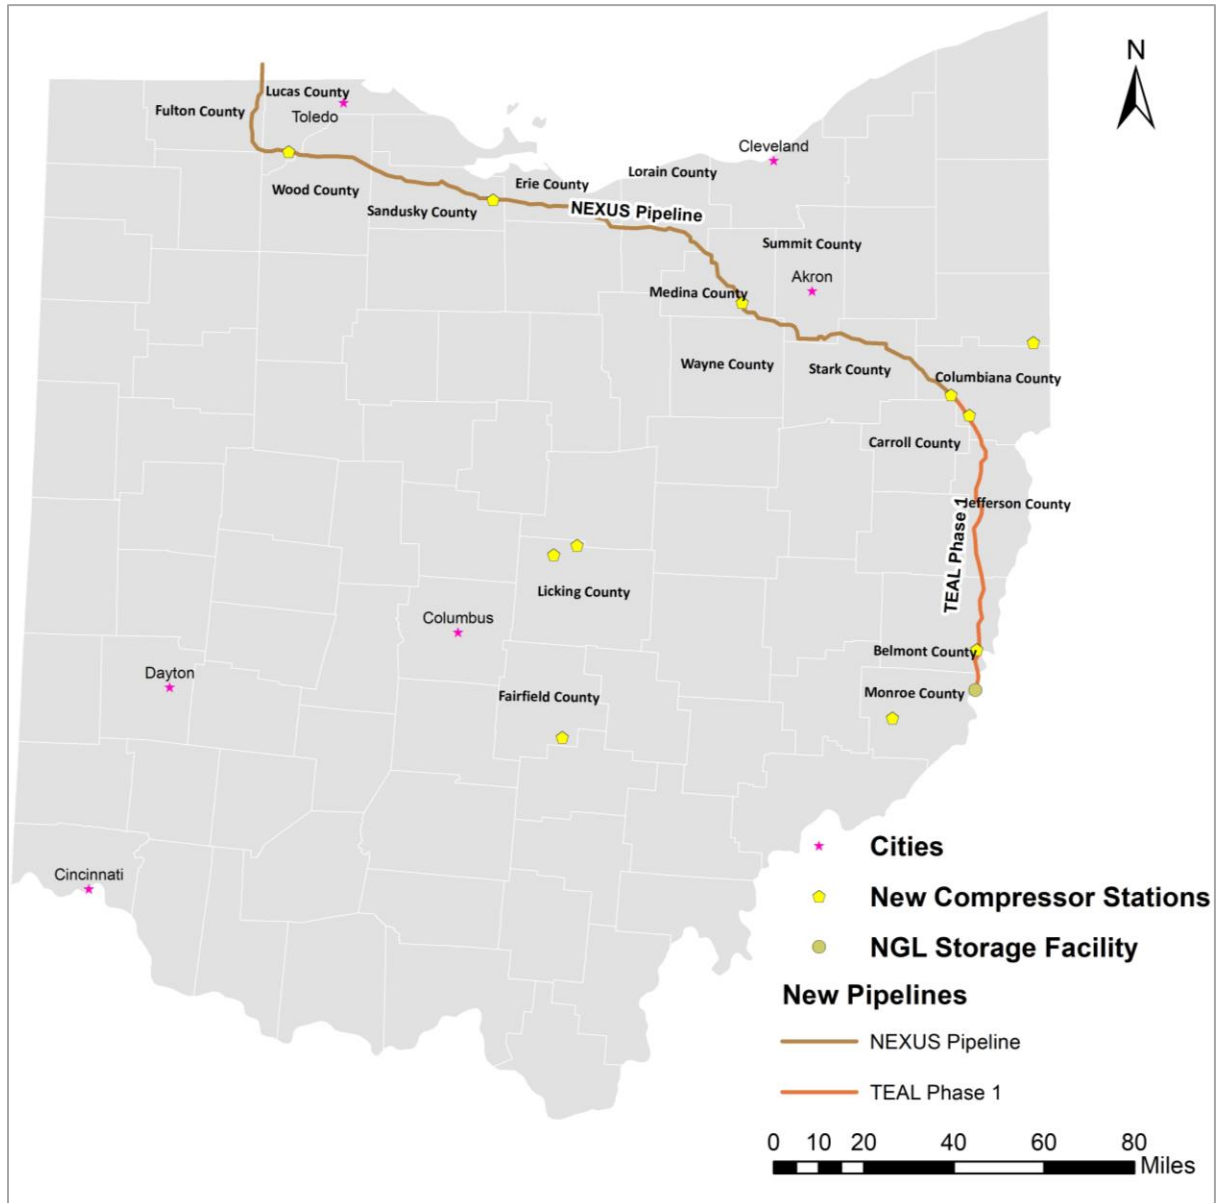 N
Lucas County
Fulton County
Toledo
Cleveland
Lorain County
Erie County
Wood County
Sandusky County
NEXUS Pipeline
Summit County
Akron
Medina County
Wayne County
Stark County
Columbiana County
Carroll County
Jefferson County
TEAL Phase 1
Licking County
Columbus
Belmont County
Dayton
Fairfield County
Monroe County
Cincinnati
Cities
New Compressor Stations
NGL Storage Facility
New Pipelines
NEXUS Pipeline
TEAL Phase 1
0 10 20 40 60 80
Miles